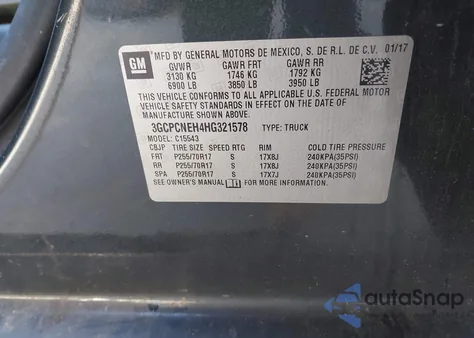 GM
MFD BY GENERAL MOTORS DE MEXICO, S. DE R.L. DE C.V. 01/17
GVWR GAWR FRT GAWR RR
3130 KG 1746 KG 1792 KG
6900 LB 3850 LB 3950 LB
THIS VEHICLE CONFORMS TO ALL APPLICABLE U.S. FEDERAL MOTOR
VEHICLE SAFETY STANDARDS IN EFFECT ON THE DATE OF
MANUFACTURE SHOWN ABOVE.
3GCPCNEH4HG321578 TYPE: TRUCK
MODEL: C15543
CBJP TIRE SIZE SPEED RTG RIM COLD TIRE PRESSURE
FRT P255/70R17 S 17X8J 240KPA(35PSI)
RR P255/70R17 S 17X8J 240KPA(35PSI)
SPA P255/70R17 S 17X7J 240KPA(35PSI)
SEE OWNER'S MANUAL FOR MORE INFORMATION.
autoSnap